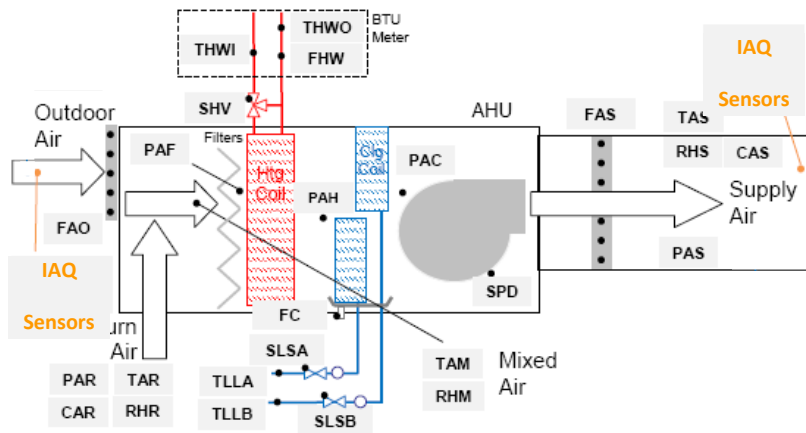 THWI
THWO
FHW
BTU
Meter
IAQ
Sensors
SHV
AHU
Outdoor
Air
FAS
TAS
Filters
PAF
Htg
Coil
Clg
Coil
PAC
RHS
CAS
PAH
Supply
Air
FAO
PAS
IAQ
Sensors
SPD
FC
urn
Air
SLSA
PAR
TAR
CAR
RHR
TLLA
TLLB
SLSB
TAM
RHM
Mixed
Air